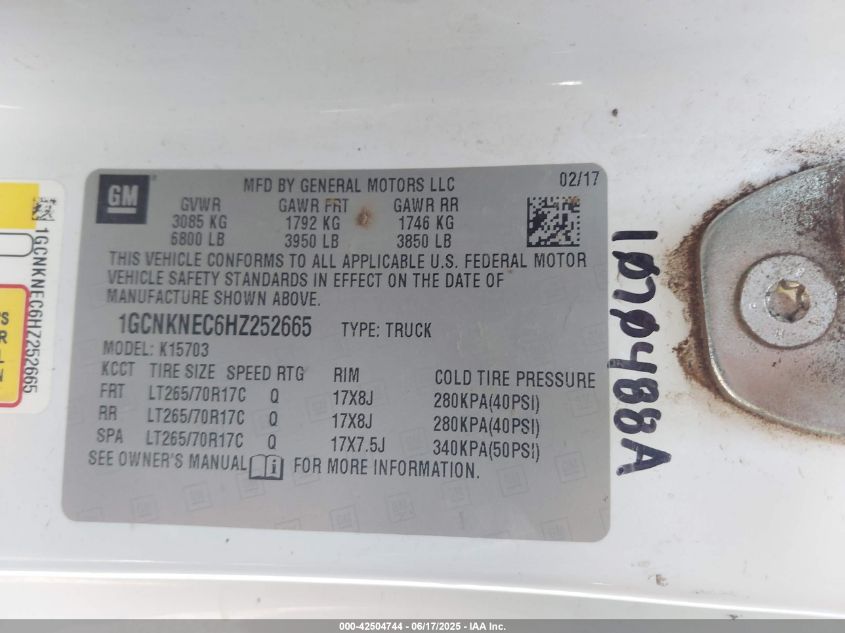 GM
MFD BY GENERAL MOTORS LLC 02/17
GVWR GAWR FRT GAWR RR
3085 KG 1792 KG 1746 KG
6800 LB 3950 LB 3850 LB
THIS VEHICLE CONFORMS TO ALL APPLICABLE U.S. FEDERAL MOTOR
VEHICLE SAFETY STANDARDS IN EFFECT ON THE DATE OF
MANUFACTURE SHOWN ABOVE.
1GCNKNEC6HZ252665 TYPE: TRUCK
MODEL: K15703
KCCT TIRE SIZE SPEED RTG RIM COLD TIRE PRESSURE
FRT LT265/70R17C Q 17X8J 280KPA(40PSI)
RR LT265/70R17C Q 17X8J 280KPA(40PSI)
SPA LT265/70R17C Q 17X7.5J 340KPA(50PSI)
SEE OWNER'S MANUAL i FOR MORE INFORMATION.
1GCNKNEC6HZ252665
1070488A
000-42504744 - 06/17/2025 - IAA Inc.